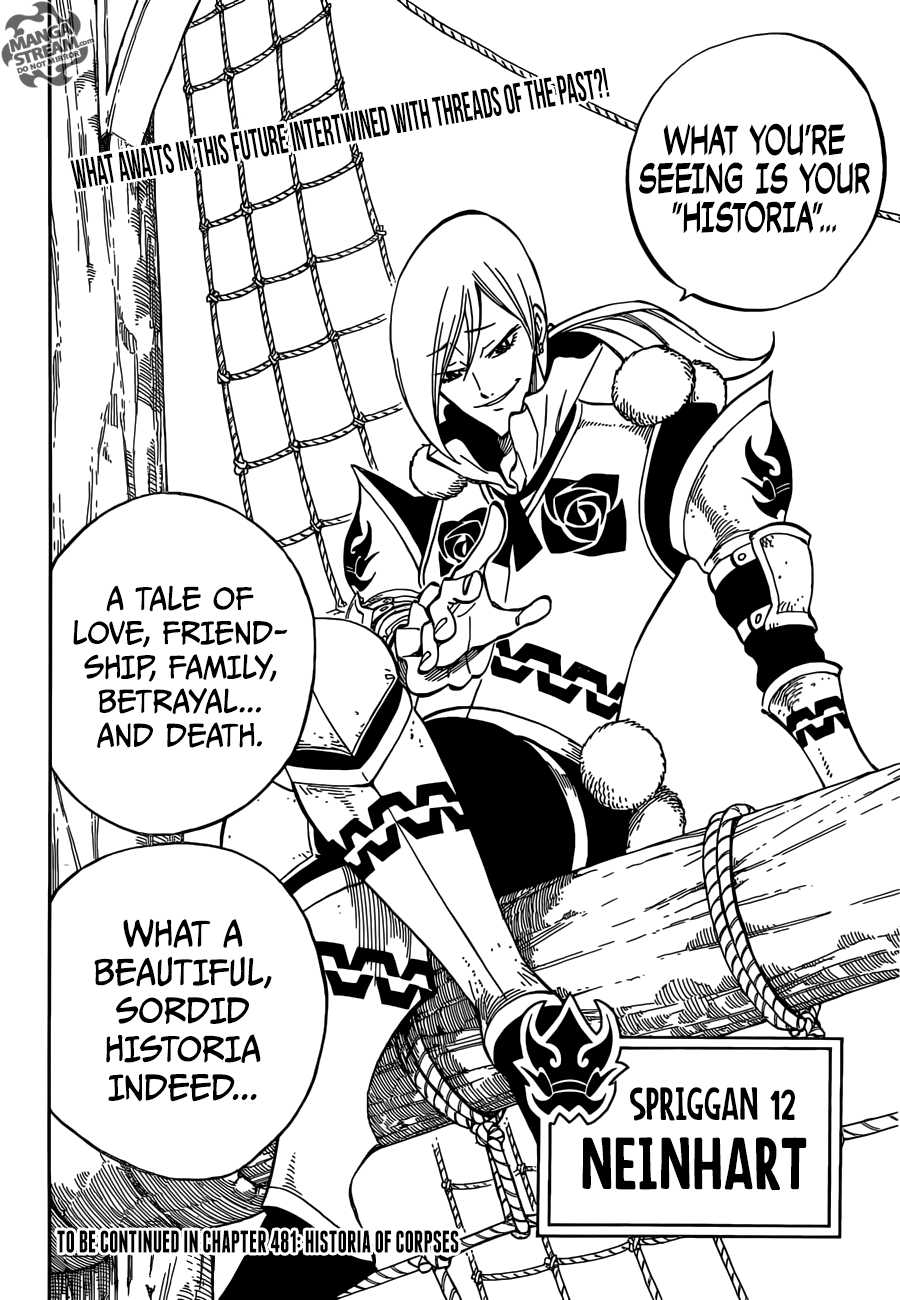 MANGA
STREAM.com
DO NOT MIRROR!
WHAT AWAITS IN THIS FUTURE INTERTWINED WITH THREADS OF THE PAST?!
WHAT YOU'RE
SEEING IS YOUR
"HISTORIA"...
A TALE OF
LOVE, FRIEND-
SHIP, FAMILY,
BETRAYAL...
AND DEATH.
WHAT A
BEAUTIFUL,
SORDID
HISTORIA
INDEED...
SPRIGGAN 12
NEINHART
TO BE CONTINUED IN CHAPTER 481: HISTORIA OF CORPSES